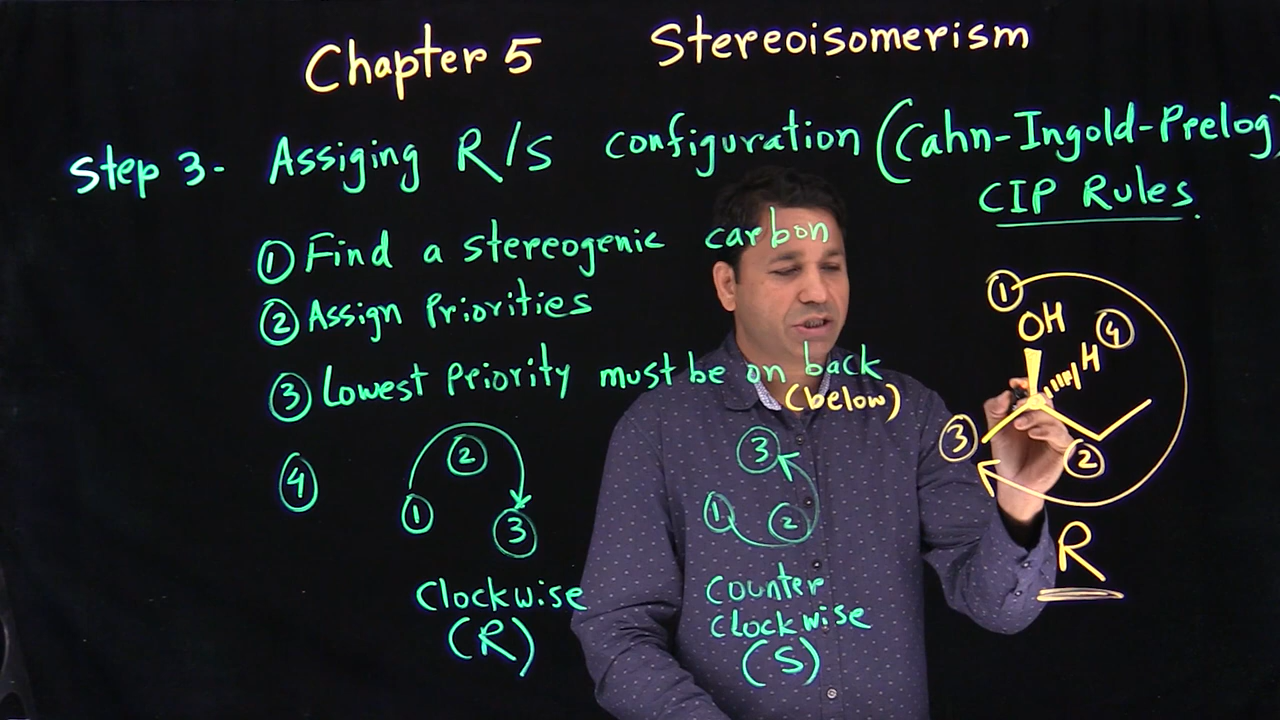 Chapter 5 Stereoisomerism
Step 3- Assiging R/S configuration (Cahn-Ingold-Prelog)
CIP Rules.
① Find a stereogenic carbon
② Assign Priorities
③ Lowest Priority must be on back
(below)
④
① ② ③
Clockwise
(R)
① ② ③
Counter
clockwise
(S)
①
OH
H ④
③
②
R